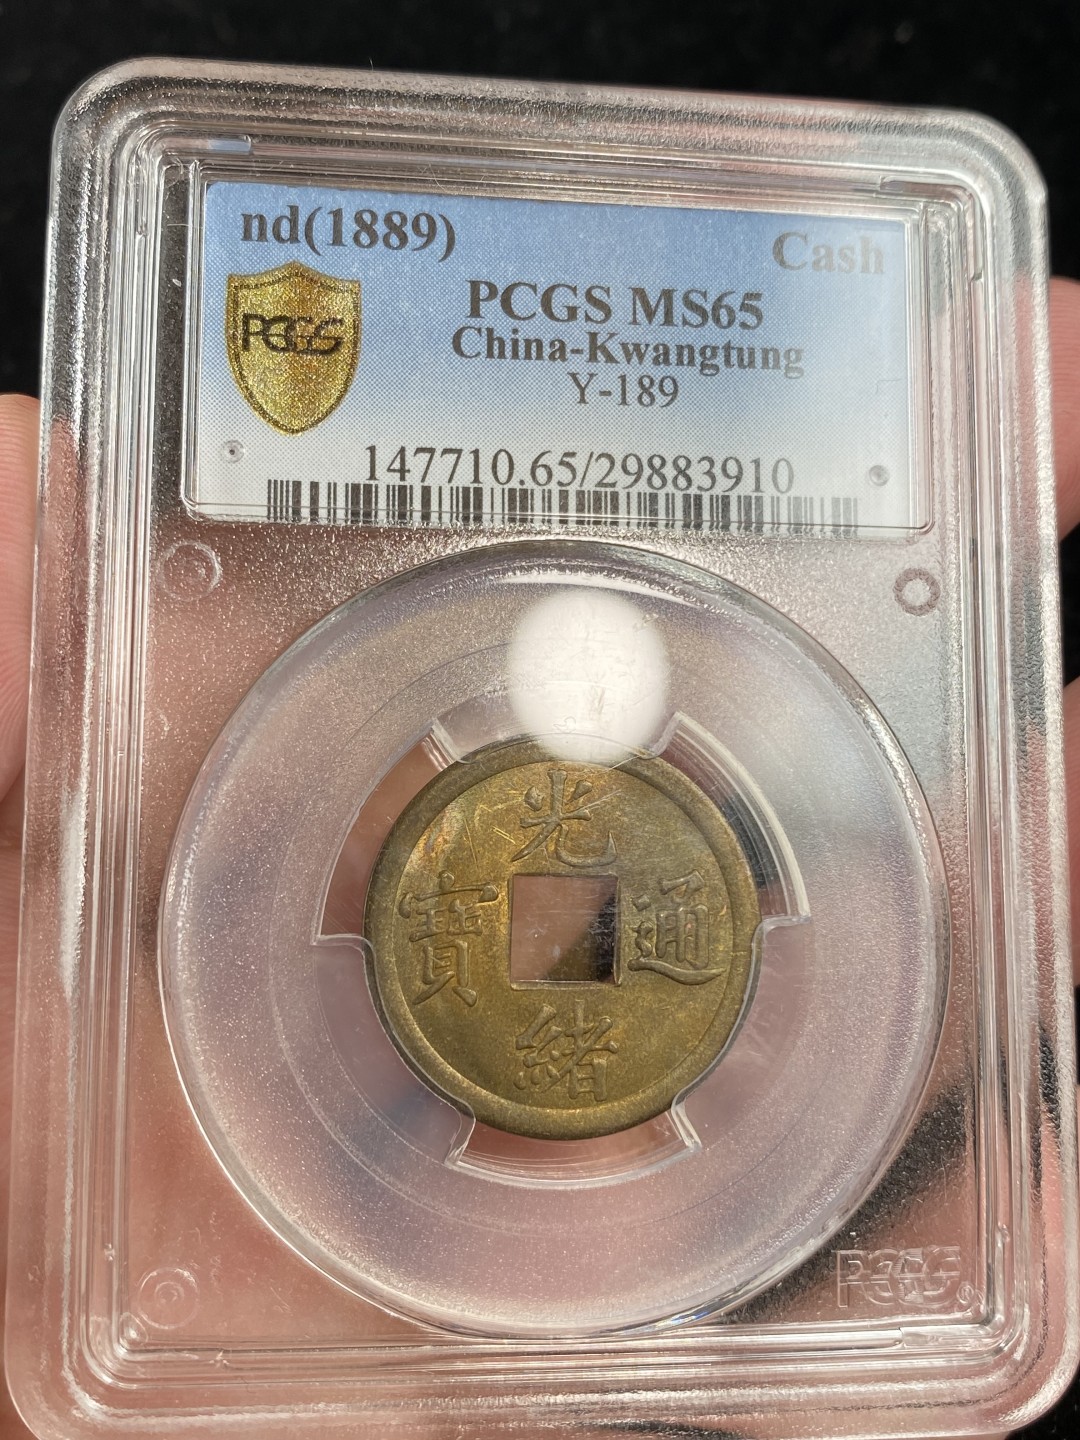 nd(1889)
Cash
PCGS MS65
PCGS
China-Kwangtung
Y-189
147710.65/29883910
光
寶 通
緒
PCGS